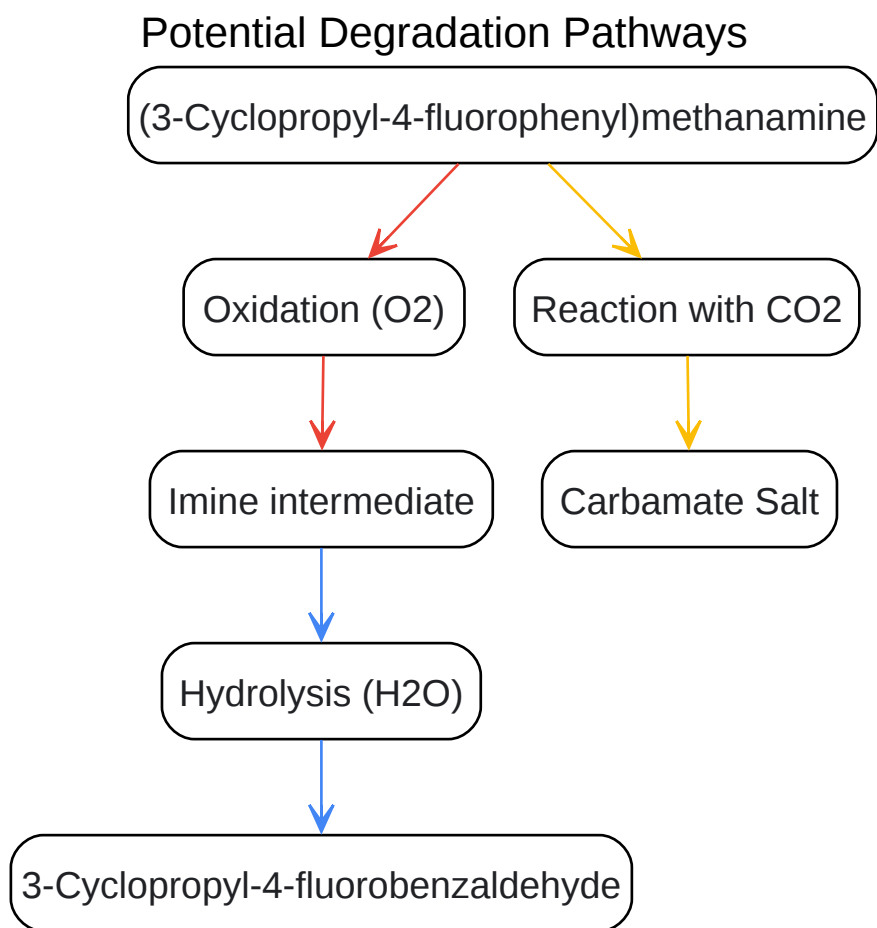 Potential Degradation Pathways
(3-Cyclopropyl-4-fluorophenyl)methanamine
Oxidation (O2)
Reaction with CO2
Imine intermediate
Carbamate Salt
Hydrolysis (H2O)
3-Cyclopropyl-4-fluorobenzaldehyde